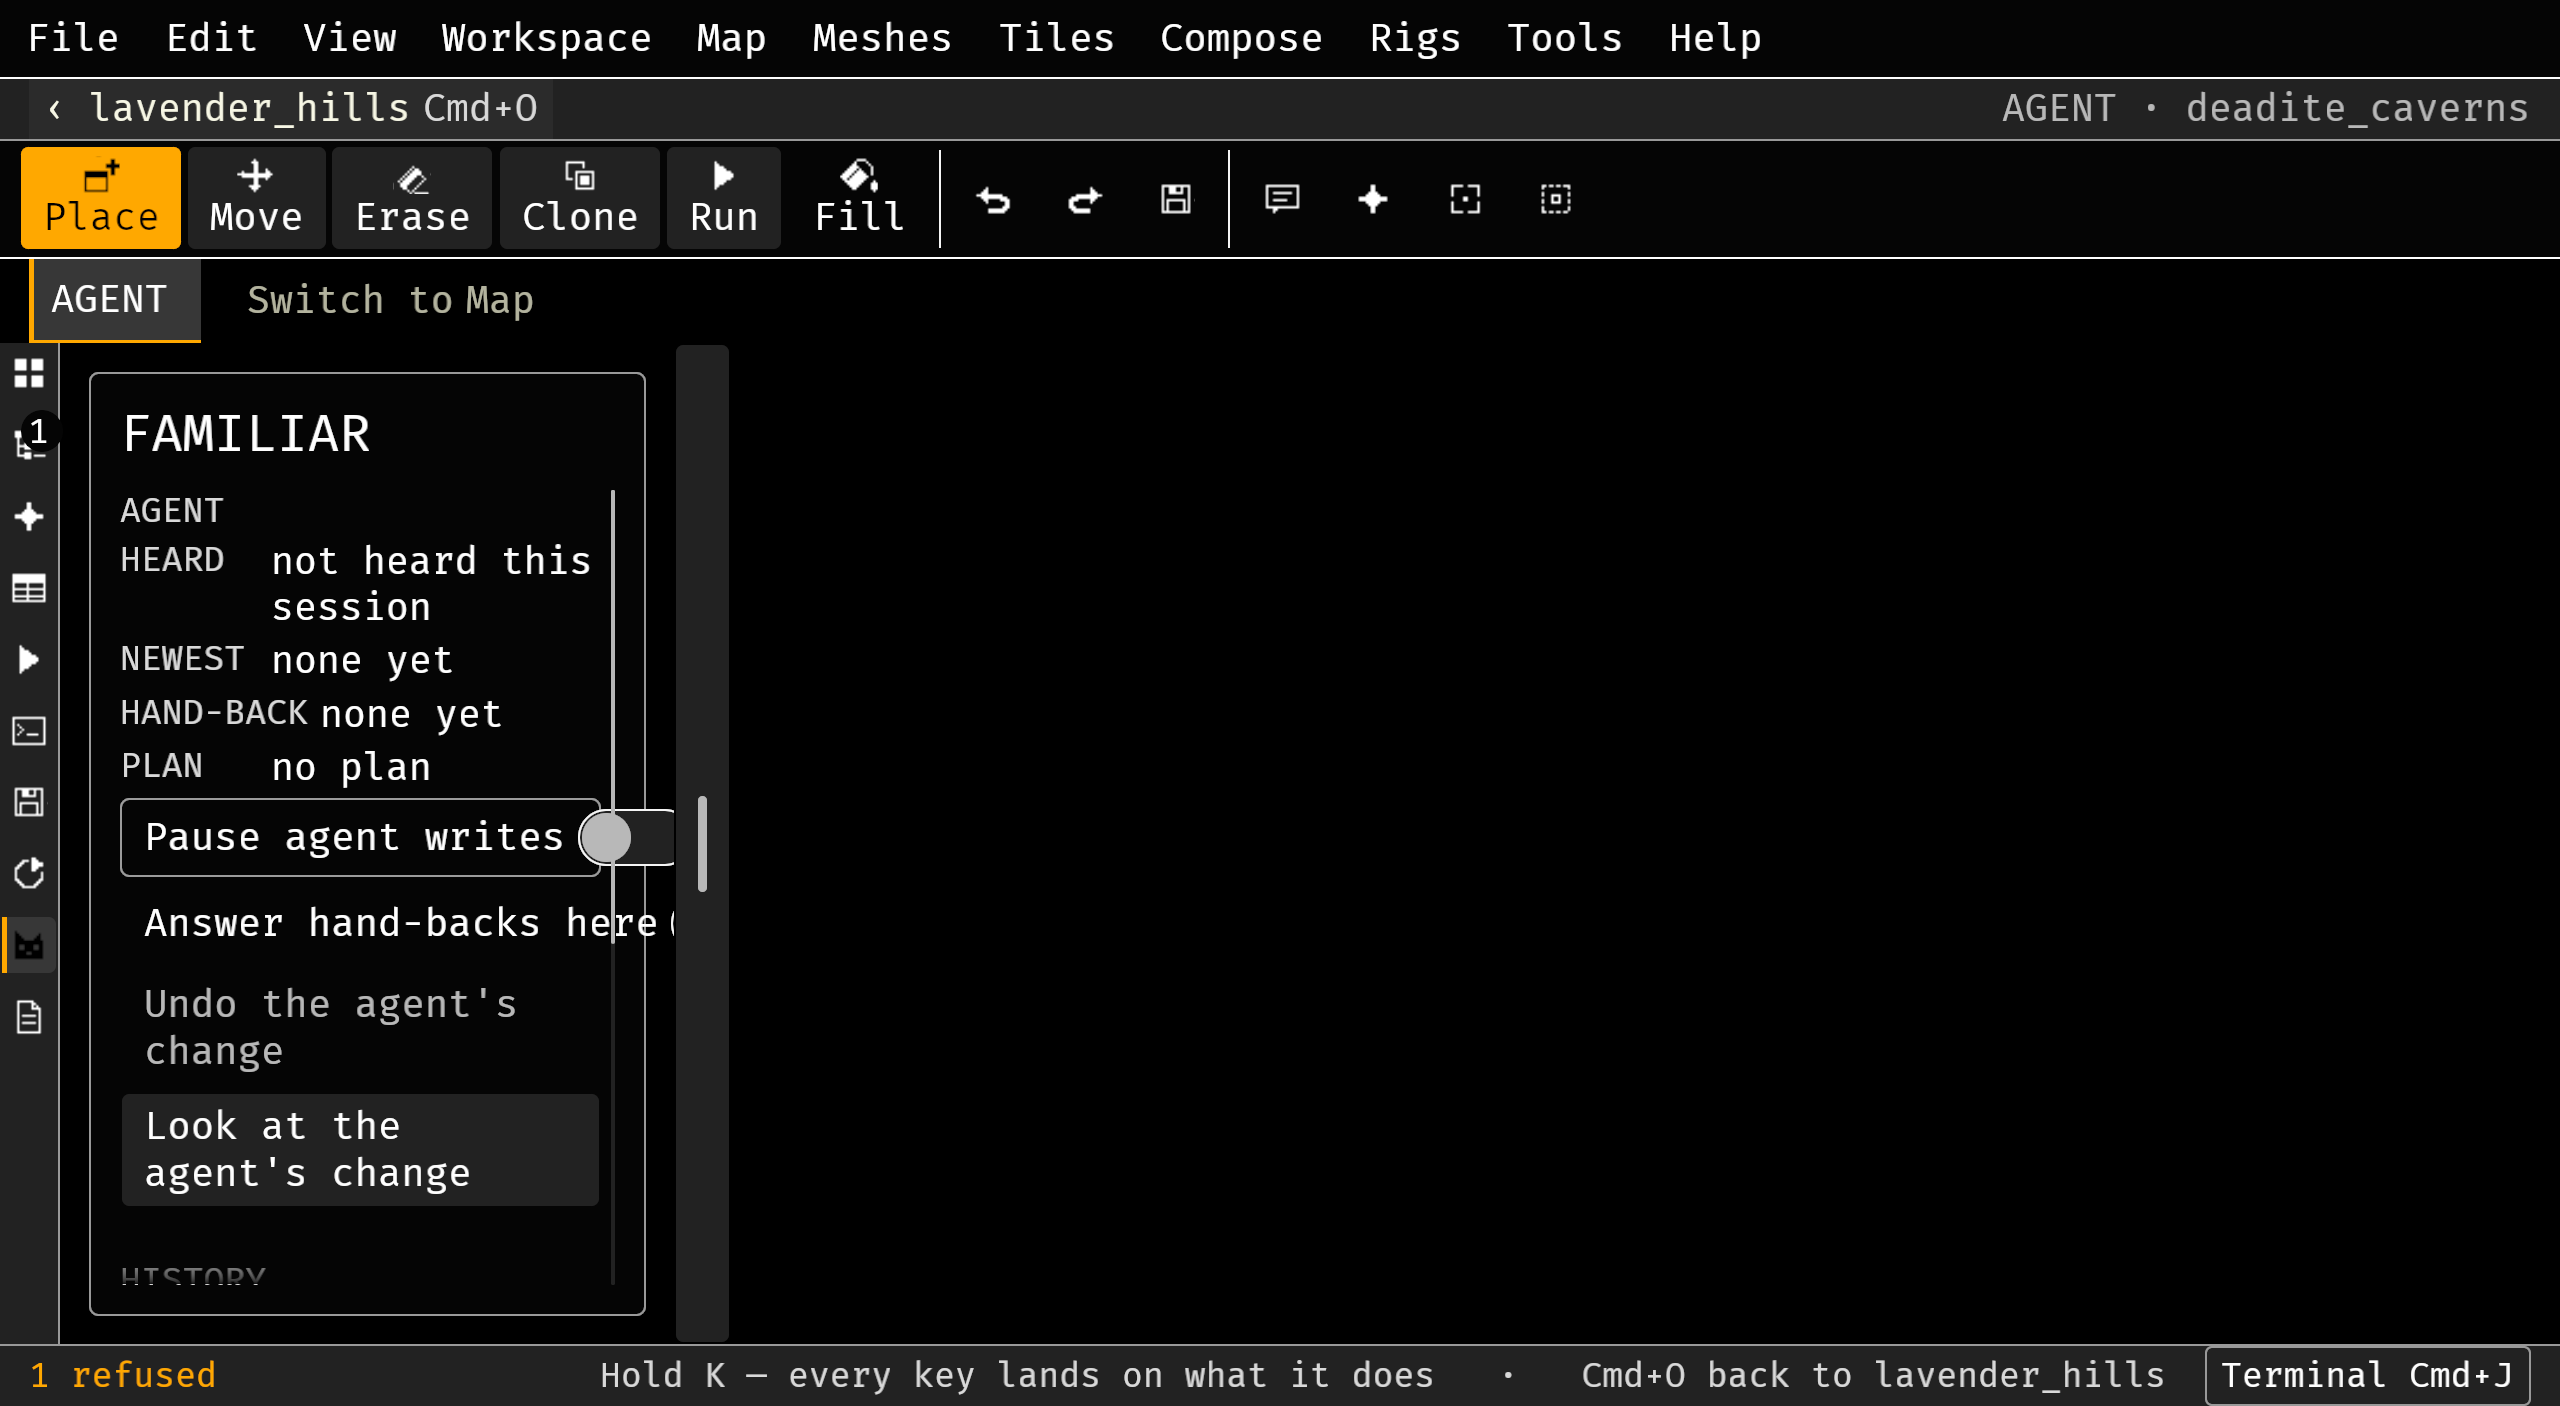 File Edit View Workspace Map Meshes Tiles Compose Rigs Tools Help
‹ lavender_hills Cmd+O
AGENT · deadite_caverns
Place Move Erase Clone Run Fill
AGENT Switch to Map
1
FAMILIAR
AGENT
HEARD not heard this
session
NEWEST none yet
HAND-BACK none yet
PLAN no plan
Pause agent writes
Answer hand-backs here
Undo the agent's
change
Look at the
agent's change
HISTORY
1 refused
Hold K — every key lands on what it does · Cmd+O back to lavender_hills
Terminal Cmd+J